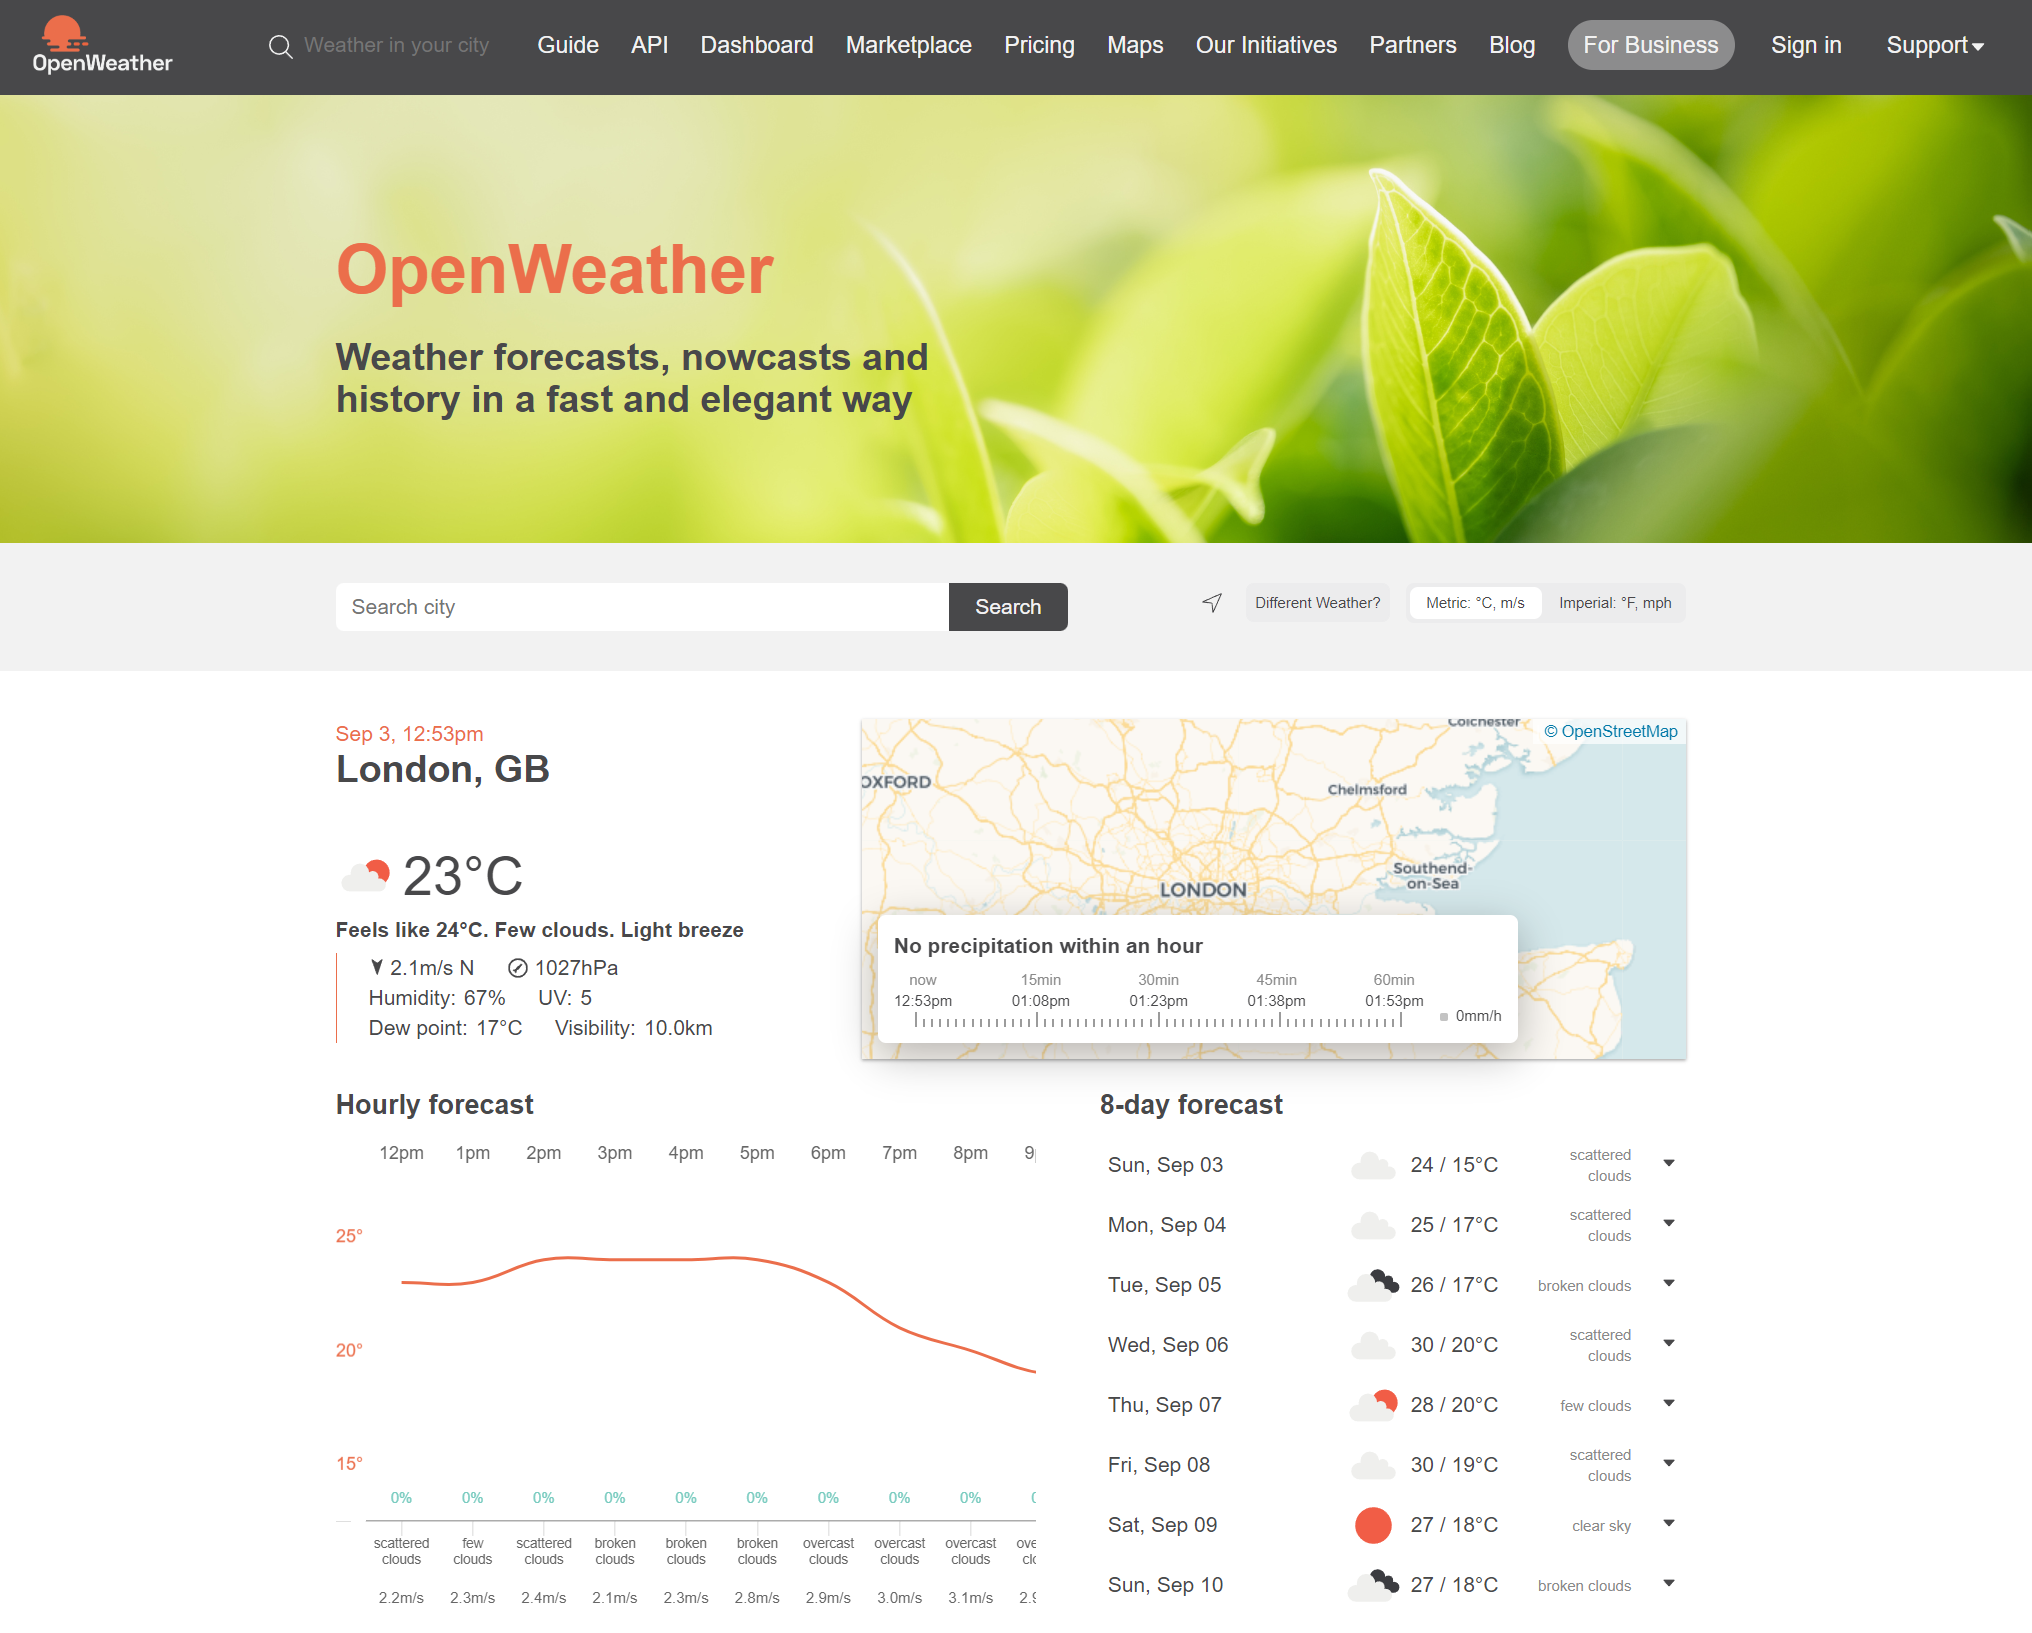 OpenWeather
Weather in your city
Guide
API
Dashboard
Marketplace
Pricing
Maps
Our Initiatives
Partners
Blog
For Business
Sign in
Support
OpenWeather
Weather forecasts, nowcasts and
history in a fast and elegant way
Search city
Search
Different Weather?
Metric: °C, m/s
Imperial: °F, mph
Sep 3, 12:53pm
London, GB
23°C
Feels like 24°C. Few clouds. Light breeze
2.1m/s N 1027hPa
Humidity: 67% UV: 5
Dew point: 17°C Visibility: 10.0km
Colchester
© OpenStreetMap
OXFORD
Chelmsford
Southend-
on-Sea
LONDON
No precipitation within an hour
now 15min 30min 45min 60min
12:53pm 01:08pm 01:23pm 01:38pm 01:53pm
0mm/h
Hourly forecast
12pm 1pm 2pm 3pm 4pm 5pm 6pm 7pm 8pm
25°
20°
15°
0% 0% 0% 0% 0% 0% 0% 0% 0%
scattered few scattered broken broken broken overcast overcast overcast
clouds clouds clouds clouds clouds clouds clouds clouds clouds
2.2m/s 2.3m/s 2.4m/s 2.1m/s 2.3m/s 2.8m/s 2.9m/s 3.0m/s 3.1m/s
8-day forecast
Sun, Sep 03 24 / 15°C scattered
clouds
Mon, Sep 04 25 / 17°C scattered
clouds
Tue, Sep 05 26 / 17°C broken clouds
Wed, Sep 06 30 / 20°C scattered
clouds
Thu, Sep 07 28 / 20°C few clouds
Fri, Sep 08 30 / 19°C scattered
clouds
Sat, Sep 09 27 / 18°C clear sky
Sun, Sep 10 27 / 18°C broken clouds